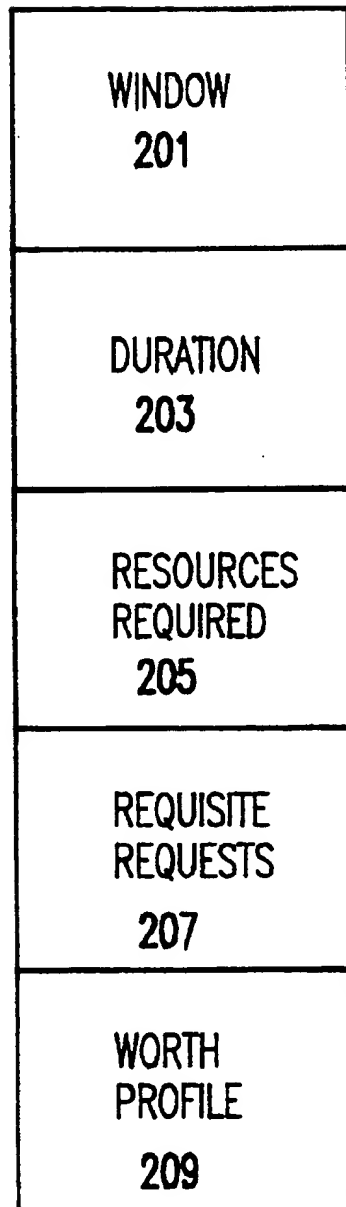 WINDOW
201
DURATION
203
RESOURCES
REQUIRED
205
REQUISITE
REQUESTS
207
WORTH
PROFILE
209